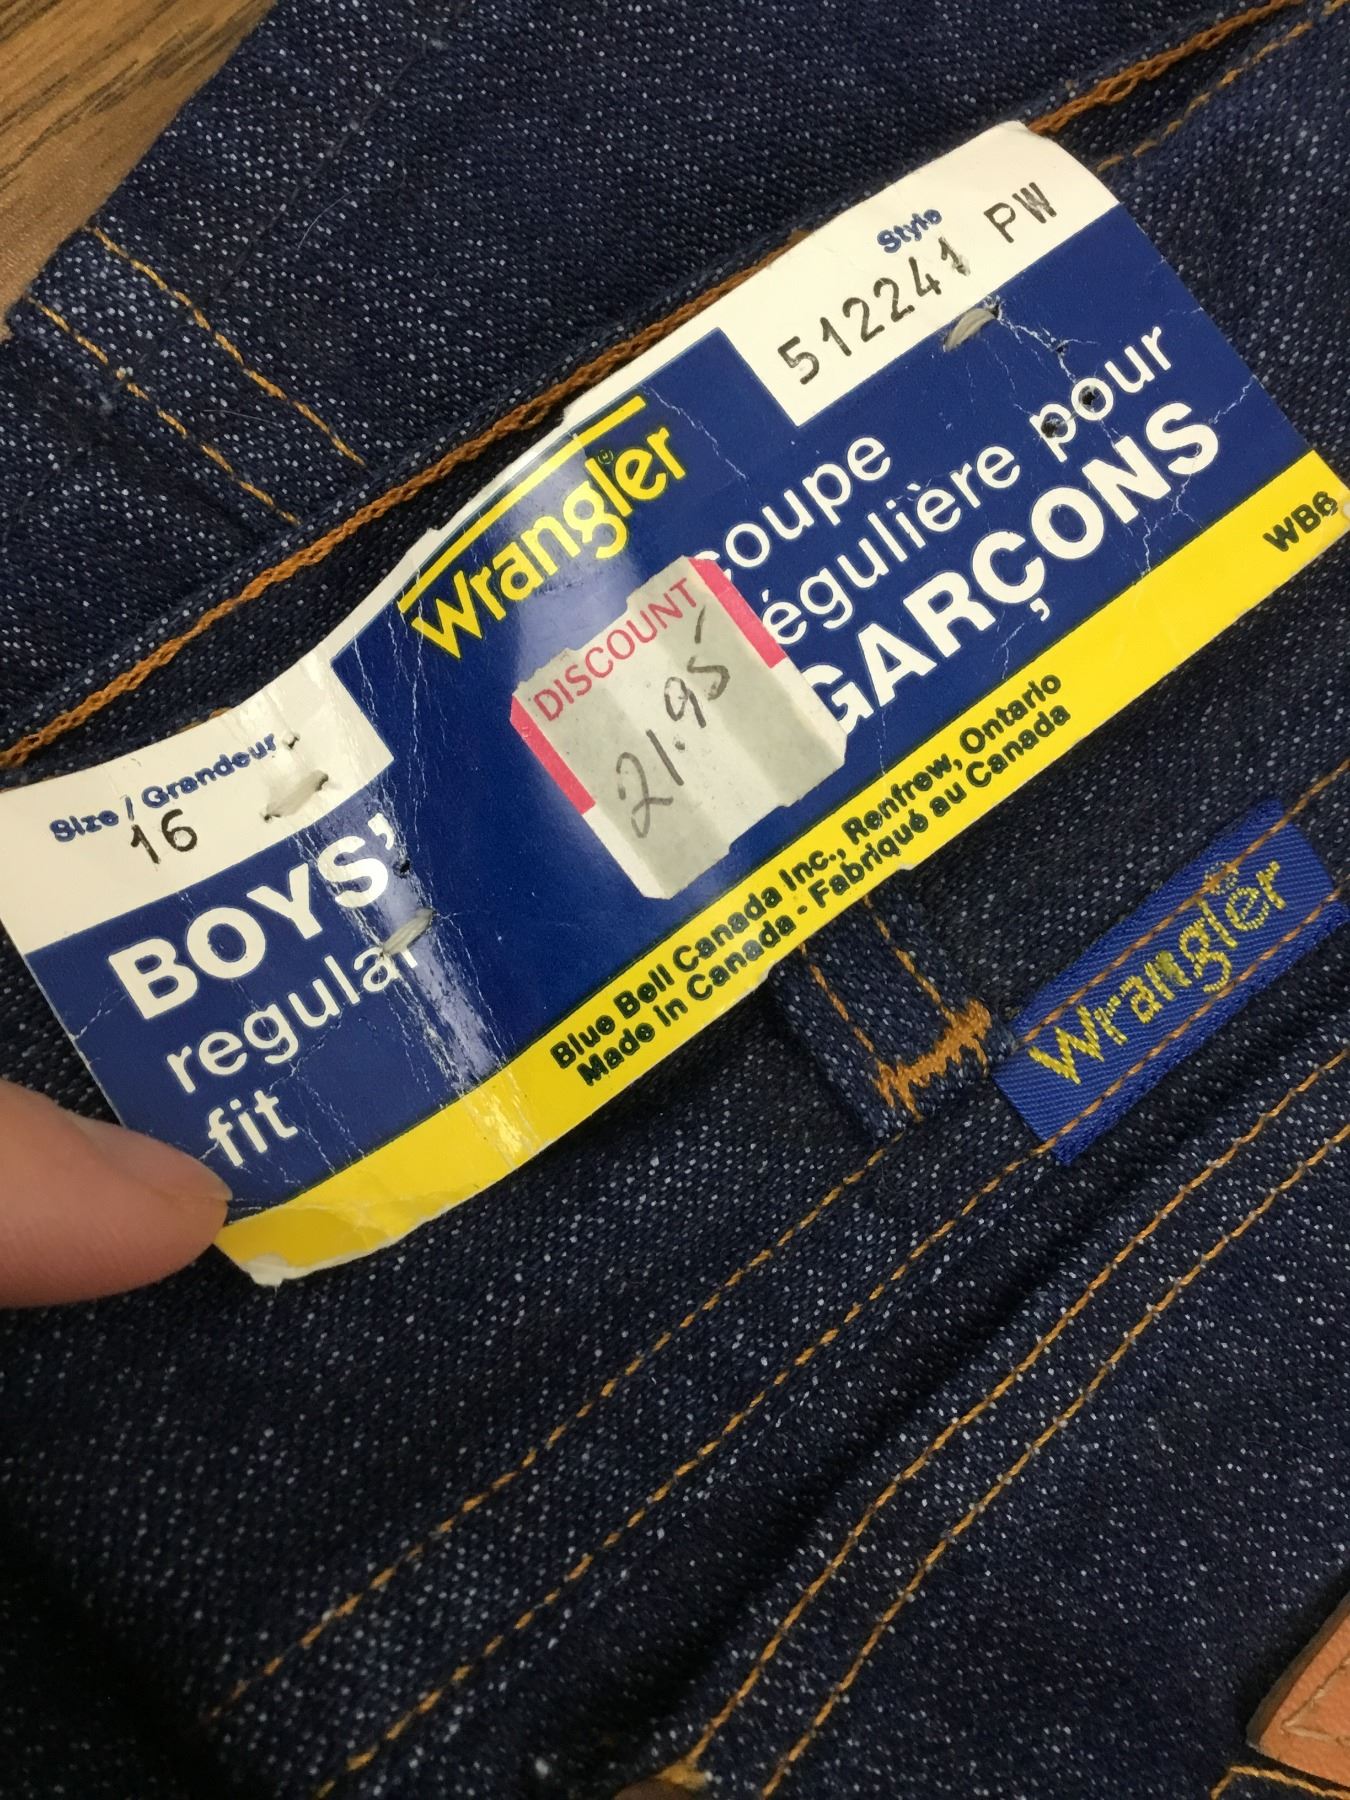 Size / Grandeur
16
BOYS'
regular
fit
Wrangler
DISCOUNT
21.95
Style
512241 PW
coupe
régulière pour
GARÇONS
WB6
Blue Bell Canada Inc., Renfrew, Ontario
Made in Canada - Fabriqué au Canada
Wrangler